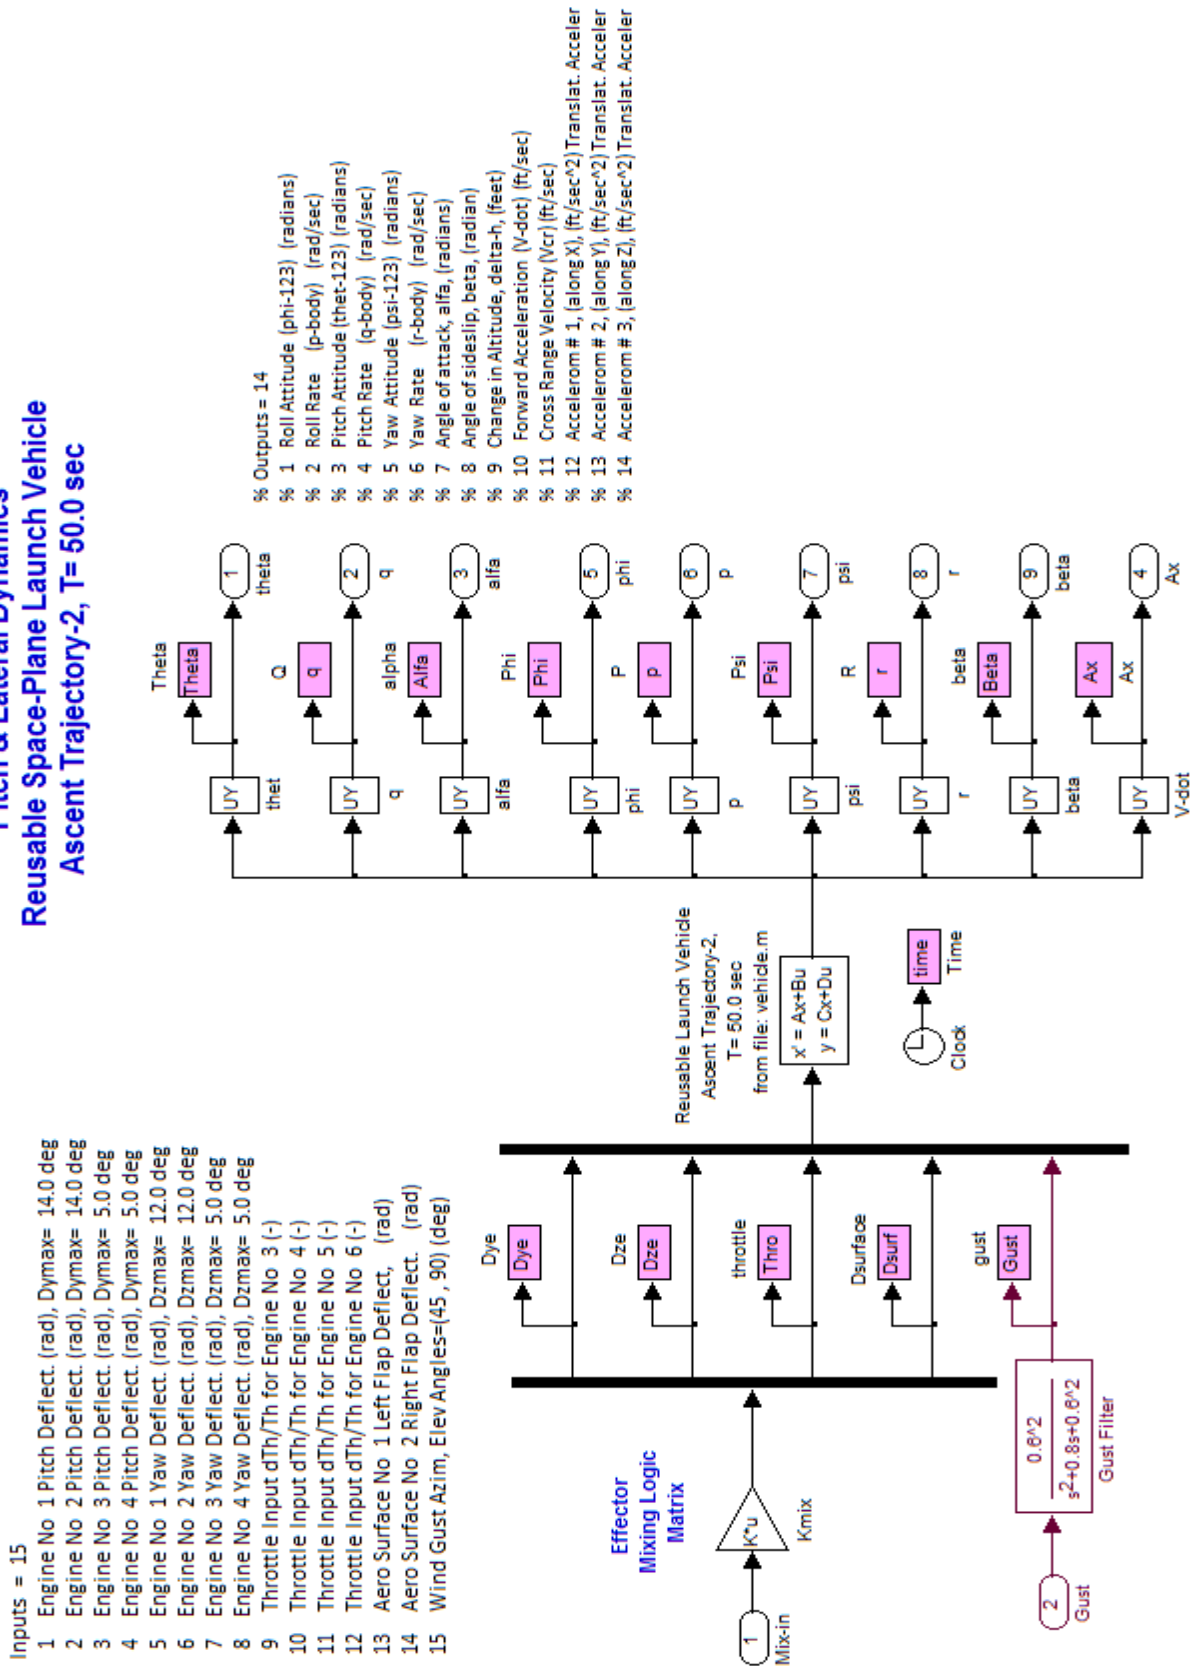 Pitch & Lateral Dynamics
Reusable Space-Plane Launch Vehicle
Ascent Trajectory-2, T= 50.0 sec
Inputs = 15
1 Engine No 1 Pitch Deflect. (rad), Dymax= 14.0 deg
2 Engine No 2 Pitch Deflect. (rad), Dymax= 14.0 deg
3 Engine No 3 Pitch Deflect. (rad), Dymax= 5.0 deg
4 Engine No 4 Pitch Deflect. (rad), Dymax= 5.0 deg
5 Engine No 1 Yaw Deflect. (rad), Dzmax= 12.0 deg
6 Engine No 2 Yaw Deflect. (rad), Dzmax= 12.0 deg
7 Engine No 3 Yaw Deflect. (rad), Dzmax= 5.0 deg
8 Engine No 4 Yaw Deflect. (rad), Dzmax= 5.0 deg
9 Throttle Input dTh/Th for Engine No 3 (-)
10 Throttle Input dTh/Th for Engine No 4 (-)
11 Throttle Input dTh/Th for Engine No 5 (-)
12 Throttle Input dTh/Th for Engine No 6 (-)
13 Aero Surface No 1 Left Flap Deflect, (rad)
14 Aero Surface No 2 Right Flap Deflect. (rad)
15 Wind Gust Azim, Elev Angles=(45 , 90) (deg)
% Outputs = 14
% 1 Roll Attitude (phi-123) (radians)
% 2 Roll Rate (p-body) (rad/sec)
% 3 Pitch Attitude (thet-123) (radians)
% 4 Pitch Rate (q-body) (rad/sec)
% 5 Yaw Attitude (psi-123) (radians)
% 6 Yaw Rate (r-body) (rad/sec)
% 7 Angle of attack, alfa, (radians)
% 8 Angle of sideslip, beta, (radian)
% 9 Change in Altitude, delta-h, (feet)
% 10 Forward Acceleration (V-dot) (ft/sec)
% 11 Cross Range Velocity (Vcr) (ft/sec)
% 12 Accelerom # 1, (along X), (ft/sec^2) Translat. Acceler
% 13 Accelerom # 2, (along Y), (ft/sec^2) Translat. Acceler
% 14 Accelerom # 3, (along Z), (ft/sec^2) Translat. Acceler
Effector
Mixing Logic
Matrix
1
Mix-in
K*u
Kmix
2
Gust
0.6^2
s^2+0.8s+0.6^2
Gust Filter
Dye
Dye
Dze
Dze
throttle
Thro
Dsurface
Dsurf
gust
Gust
Reusable Launch Vehicle
Ascent Trajectory-2,
T= 50.0 sec
from file: vehicle.m
x' = Ax+Bu
y = Cx+Du
Clock
time
Time
UY
thet
Theta
Theta
1
theta
UY
q
Q
q
2
q
UY
alfa
alpha
Alfa
3
alfa
UY
phi
Phi
Phi
5
phi
UY
p
P
p
6
p
UY
psi
Psi
Psi
7
psi
UY
r
R
r
8
r
UY
beta
beta
Beta
9
beta
UY
V-dot
Ax
Ax
4
Ax